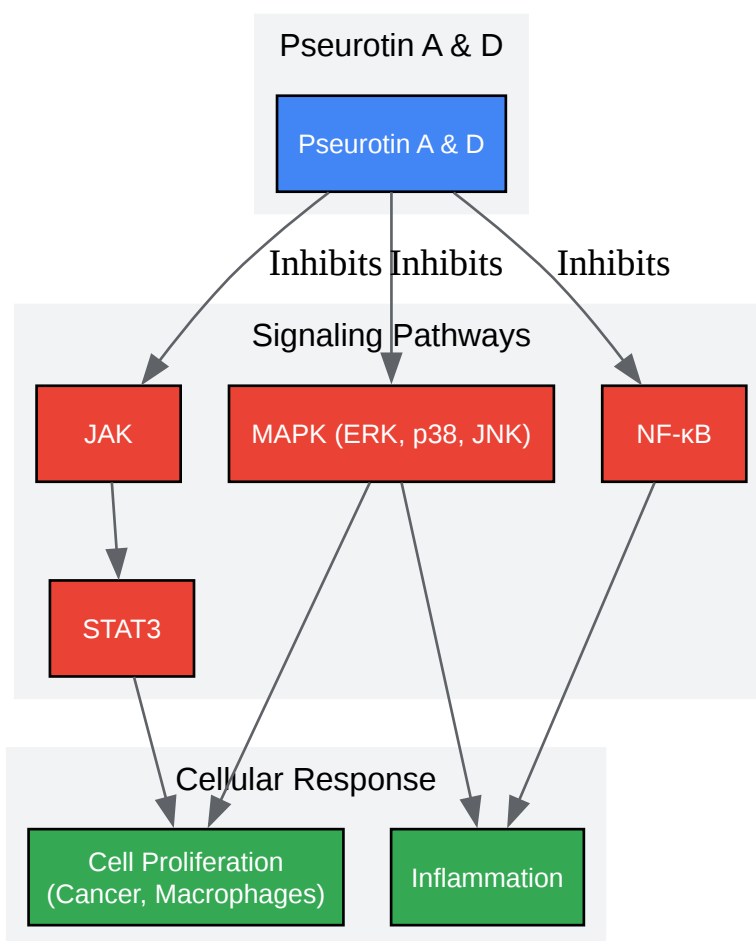 Pseurotin A & D
Pseurotin A & D
Inhibits
Inhibits
Inhibits
Signaling Pathways
JAK
MAPK (ERK, p38, JNK)
NF-κB
STAT3
Cellular Response
Cell Proliferation
(Cancer, Macrophages)
Inflammation